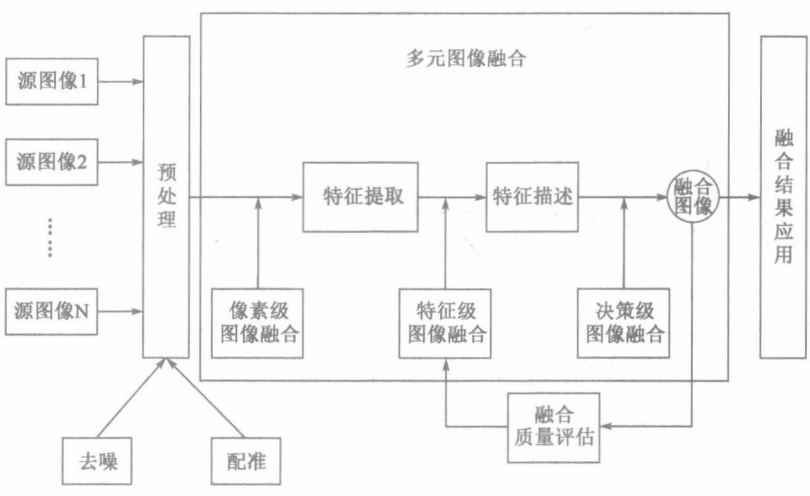 多元图像融合
源图像1
源图像2
源图像N
预处理
特征提取
特征描述
融合
图像
融合结果应用
像素级
图像融合
特征级
图像融合
决策级
图像融合
融合
质量评估
去噪
配准